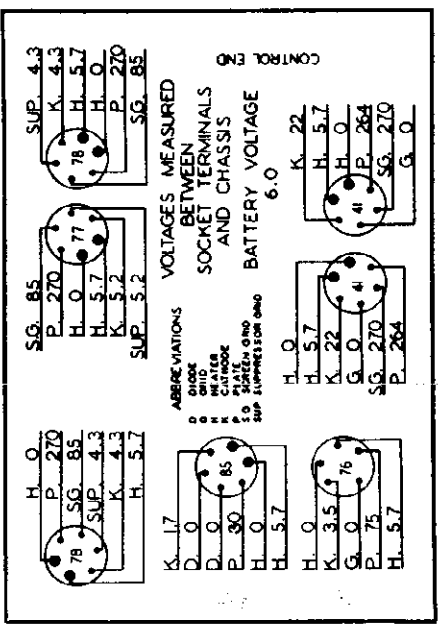 H. 0
P. 270
SG. 85
SUP. 4.3
K. 4.3
H. 5.7
78
SG. 85
P. 270
H. 0
H. 5.7
K. 5.2
SUP. 5.2
77
SUP. 4.3
K. 4.3
H. 5.7
H. 0
P. 270
SG. 85
78
K. 1.7
D. 0
D. 0
P. 30
H. 0
H. 5.7
85
ABBREVIATIONS
D DIODE
G GRID
H HEATER
K CATHODE
P PLATE
SG SCREEN GRID
SUP SUPPRESSOR GRID
VOLTAGES MEASURED
BETWEEN
SOCKET TERMINALS
AND CHASSIS
BATTERY VOLTAGE
6.0
CONTROL END
H. 0
K. 3.5
G. 0
P. 75
H. 5.7
76
H. 0
H. 5.7
K. 22
G. 0
SG. 270
P. 264
41
K. 22
H. 5.7
H. 0
P. 264
SG. 270
G. 0
41